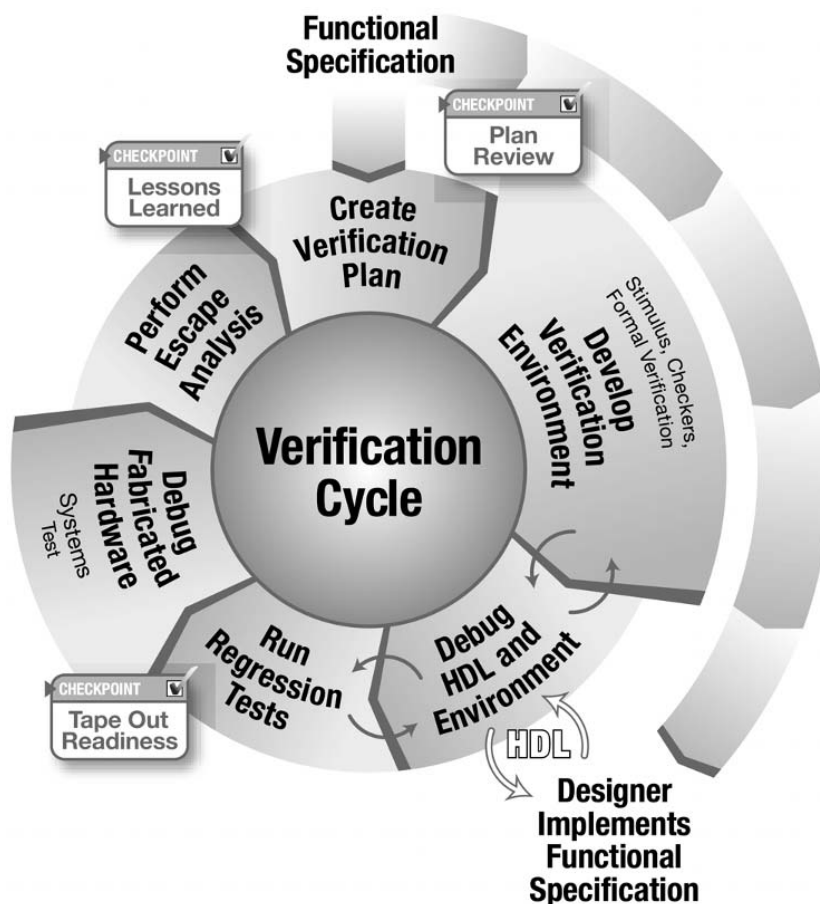 Functional
Specification
CHECKPOINT
Plan
Review
CHECKPOINT
Lessons
Learned
Create
Verification
Plan
Develop
Verification
Environment
Stimulus, Checkers,
Formal Verification
Perform
Escape
Analysis
Verification
Cycle
Debug
Fabricated
Hardware
Systems
Test
Run
Regression
Tests
Debug
HDL and
Environment
CHECKPOINT
Tape Out
Readiness
HDL
Designer
Implements
Functional
Specification